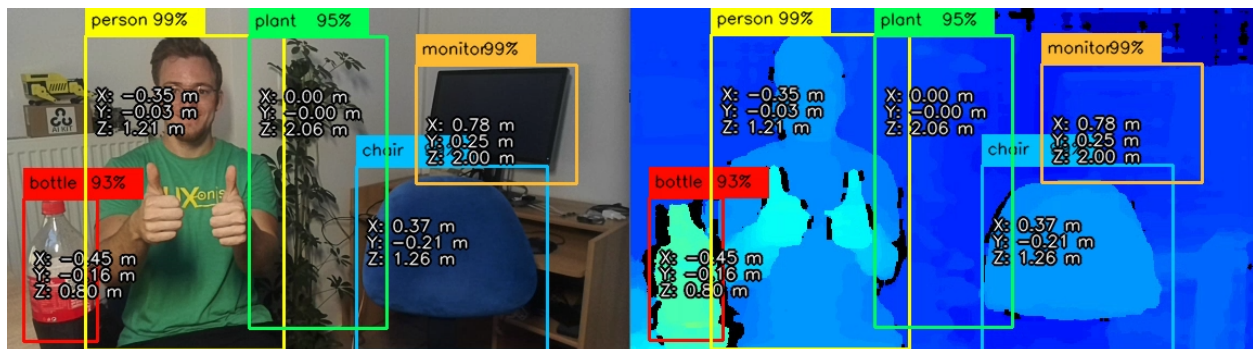 person 99%
plant 95%
monitor99%
chair
bottle 93%
X: -0.35 m
Y: -0.03 m
Z: 1.21 m
X: 0.00 m
Y: -0.00 m
Z: 2.06 m
X: 0.78 m
Y: 0.25 m
Z: 2.00 m
X: 0.37 m
Y: -0.21 m
Z: 1.26 m
X: -0.45 m
Y: -0.16 m
Z: 0.80 m
AI KIT
UXonis
person 99%
plant 95%
monitor99%
chair
bottle 93%
X: -0.35 m
Y: -0.03 m
Z: 1.21 m
X: 0.00 m
Y: -0.00 m
Z: 2.06 m
X: 0.78 m
Y: 0.25 m
Z: 2.00 m
X: 0.37 m
Y: -0.21 m
Z: 1.26 m
X: -0.45 m
Y: -0.16 m
Z: 0.80 m